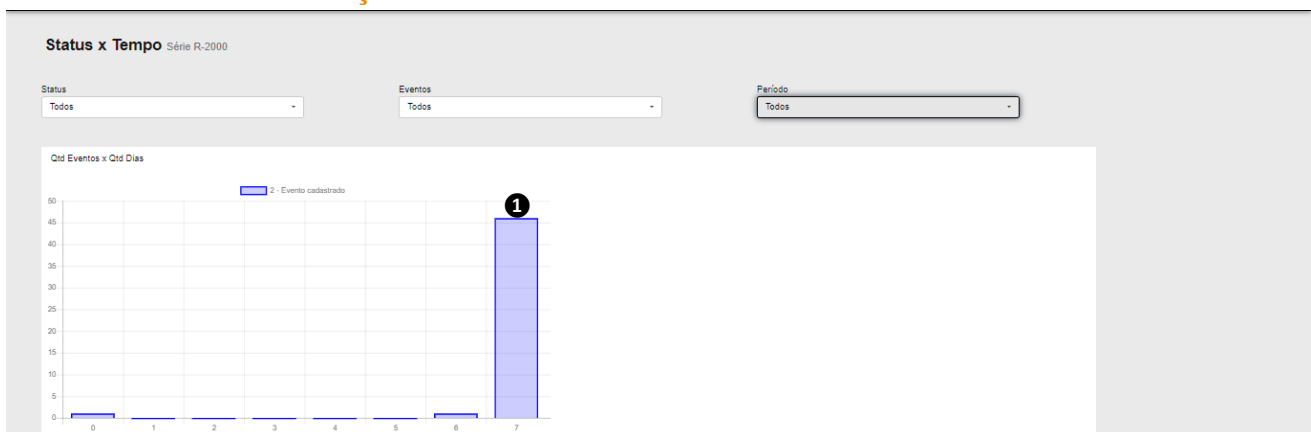 Status x Tempo Série R-2000
Status Eventos Período
Todos Todos Todos
Qtd Eventos x Qtd Dias
2 - Evento cadastrado
1
50
45
40
35
30
25
20
15
10
5
0
0 1 2 3 4 5 6 7